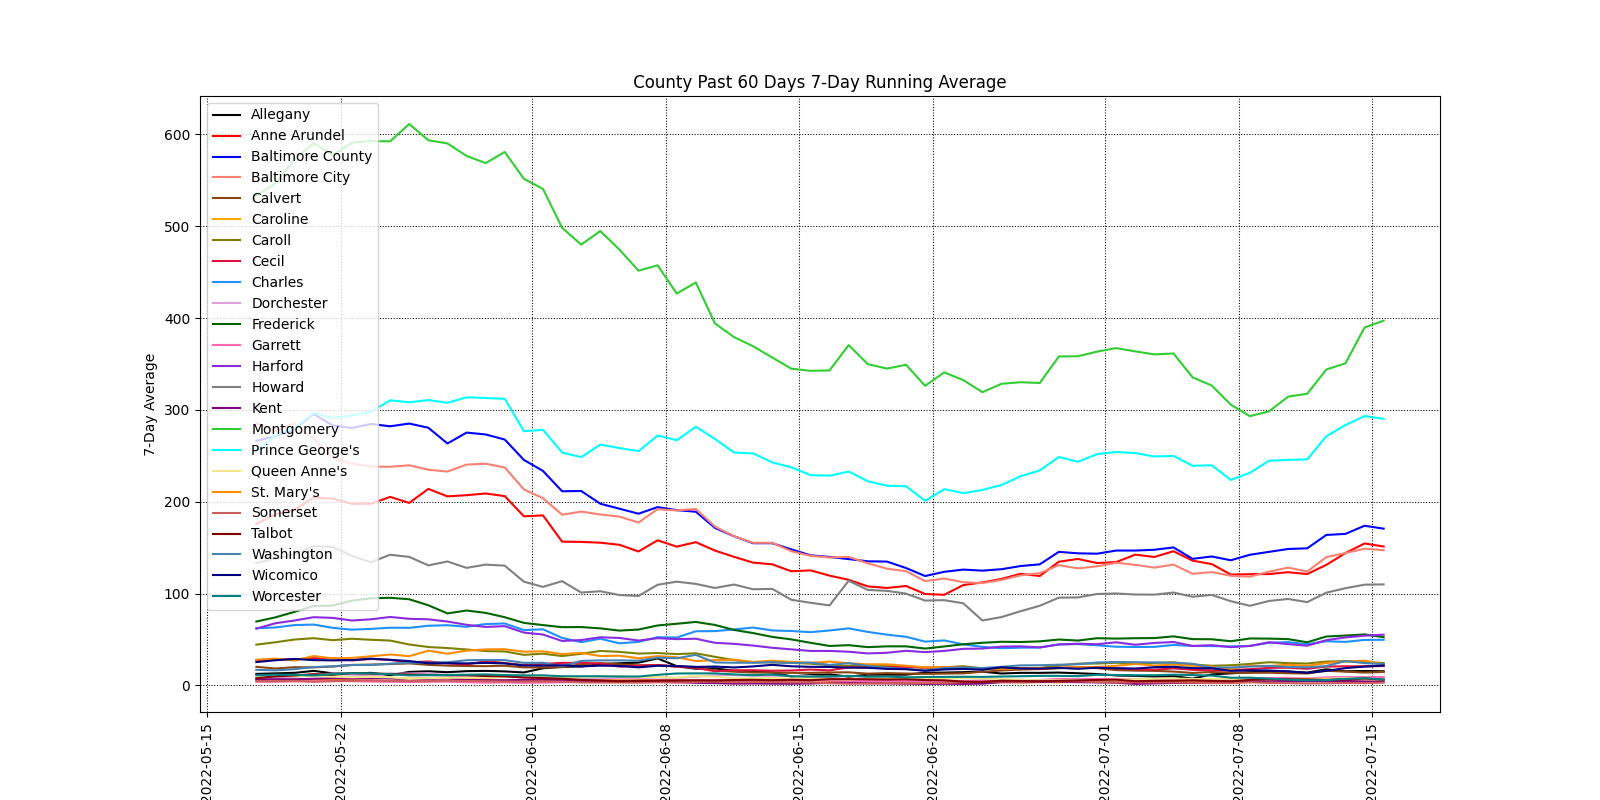 County Past 60 Days 7-Day Running Average
7-Day Average
600
500
400
300
200
100
0
Allegany
Anne Arundel
Baltimore County
Baltimore City
Calvert
Caroline
Caroll
Cecil
Charles
Dorchester
Frederick
Garrett
Harford
Howard
Kent
Montgomery
Prince George's
Queen Anne's
St. Mary's
Somerset
Talbot
Washington
Wicomico
Worcester
2022-05-15
2022-05-22
2022-06-01
2022-06-08
2022-06-15
2022-06-22
2022-07-01
2022-07-08
2022-07-15